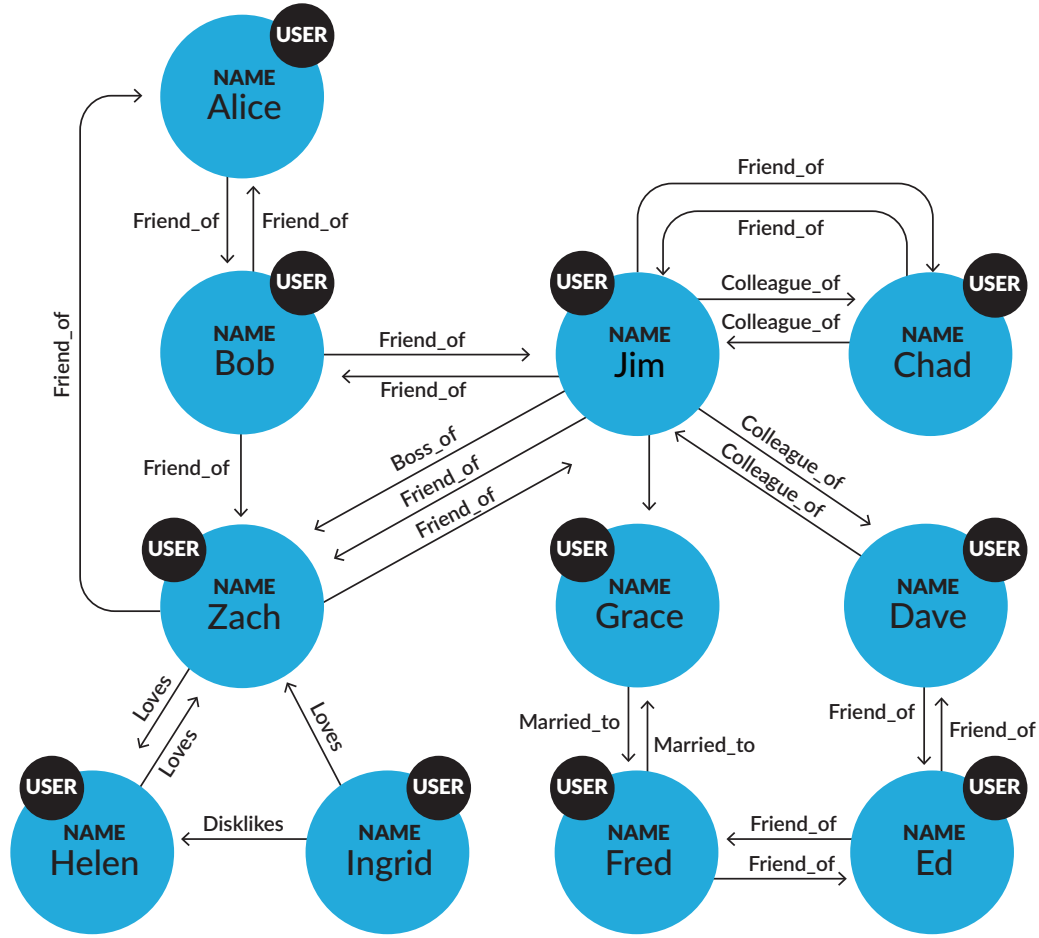 USER
NAME
Alice
Friend_of
Friend_of
Friend_of
Friend_of
Friend_of
USER
NAME
Bob
USER
NAME
Jim
Colleague_of
Colleague_of
USER
NAME
Chad
Friend_of
Friend_of
Friend_of
Boss_of
Friend_of
Friend_of
Colleague_of
Colleague_of
USER
NAME
Zach
USER
NAME
Grace
USER
NAME
Dave
Loves
Loves
Loves
Married_to
Married_to
Friend_of
Friend_of
USER
NAME
Helen
Disklikes
USER
NAME
Ingrid
USER
NAME
Fred
Friend_of
Friend_of
USER
NAME
Ed